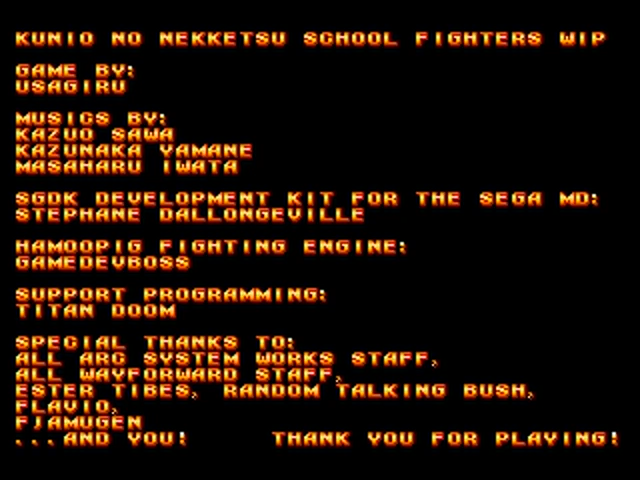 KUNIO NO NEKKETSU SCHOOL FIGHTERS WIP
GAME BY:
USAGIRU
MUSICS BY:
KAZUO SAWA
KAZUNAKA YAMANE
MASAHARU IWATA
SGDK DEVELOPMENT KIT FOR THE SEGA MD:
STEPHANE DALLONGEVILLE
HAMOOPIG FIGHTING ENGINE:
GAMEDEVBOSS
SUPPORT PROGRAMMING:
TITAN DOOM
SPECIAL THANKS TO:
ALL ARC SYSTEM WORKS STAFF,
ALL WAYFORWARD STAFF,
ESTER TIBES, RANDOM TALKING BUSH,
FLAVIO,
FJAMUGEN
...AND YOU! THANK YOU FOR PLAYING!